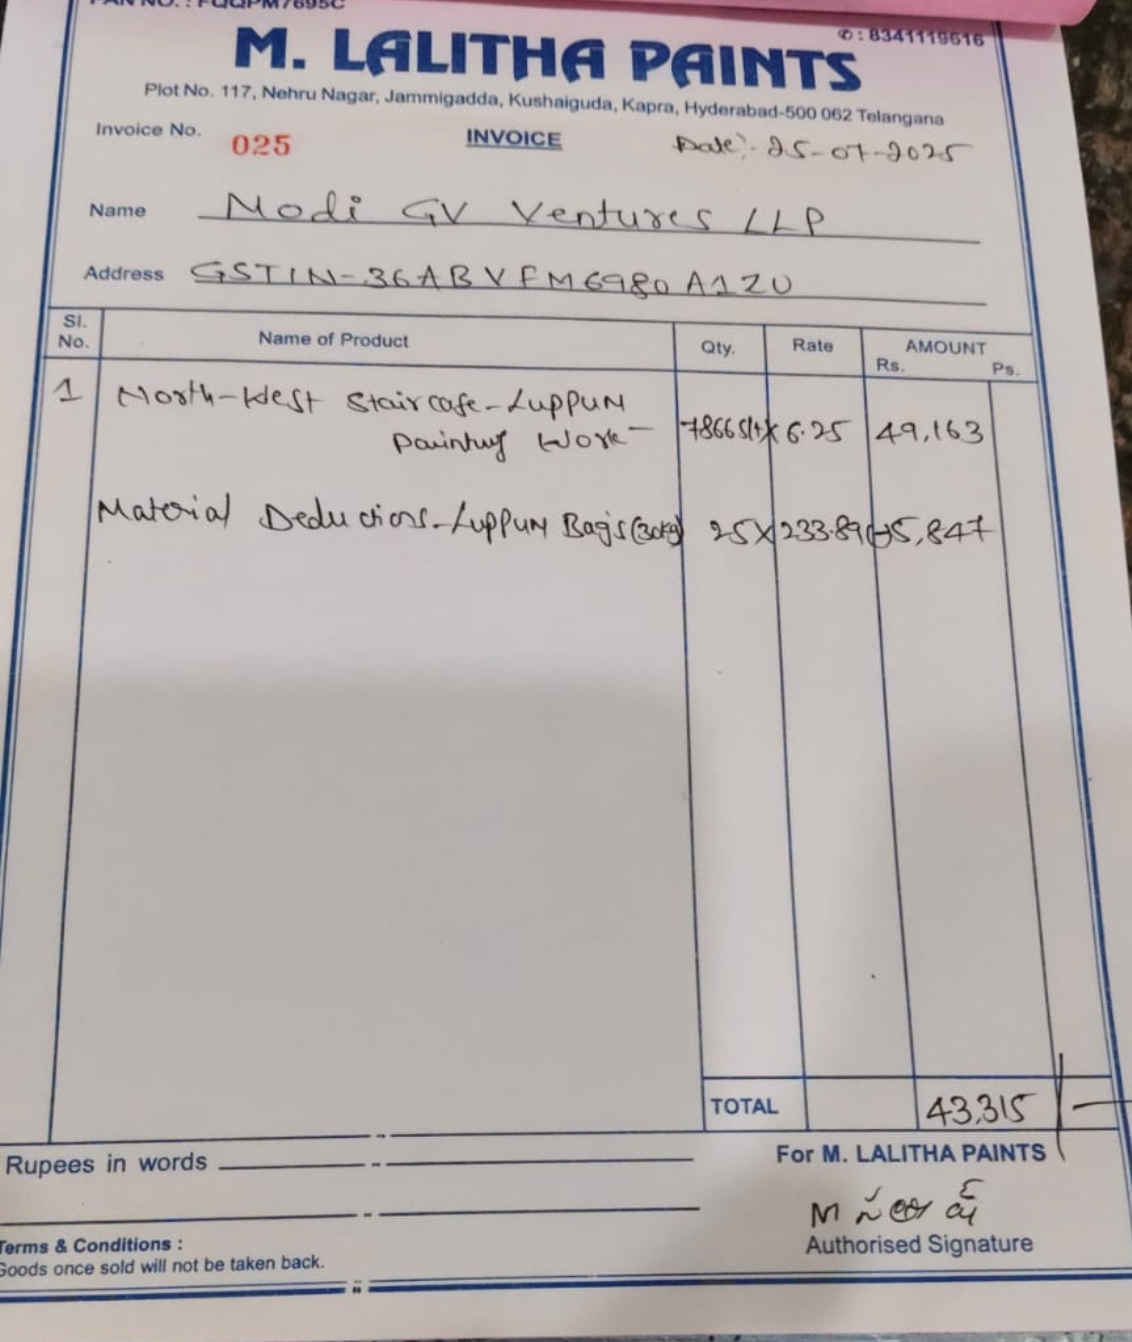 PAN NO. : FQQPM7695C
✆ : 8341119616
M. LALITHA PAINTS
Plot No. 117, Nehru Nagar, Jammigadda, Kushaiguda, Kapra, Hyderabad-500 062 Telangana
Invoice No. 025 INVOICE Date:- 25-07-2025
Name Modi GV Ventures LLP
Address GSTIN-36ABVFM6980A1ZU
Sl. No. Name of Product Qty. Rate AMOUNT Rs. Ps.
1 North-West Staircase-Luppum
Painting Work- 7866 sft x 6.25 49,163
Material Deductions-Luppum Bags(30kg) 25 x 233.89 (-)5,847
TOTAL 43,315
Rupees in words
For M. LALITHA PAINTS
Authorised Signature
Terms & Conditions :
Goods once sold will not be taken back.